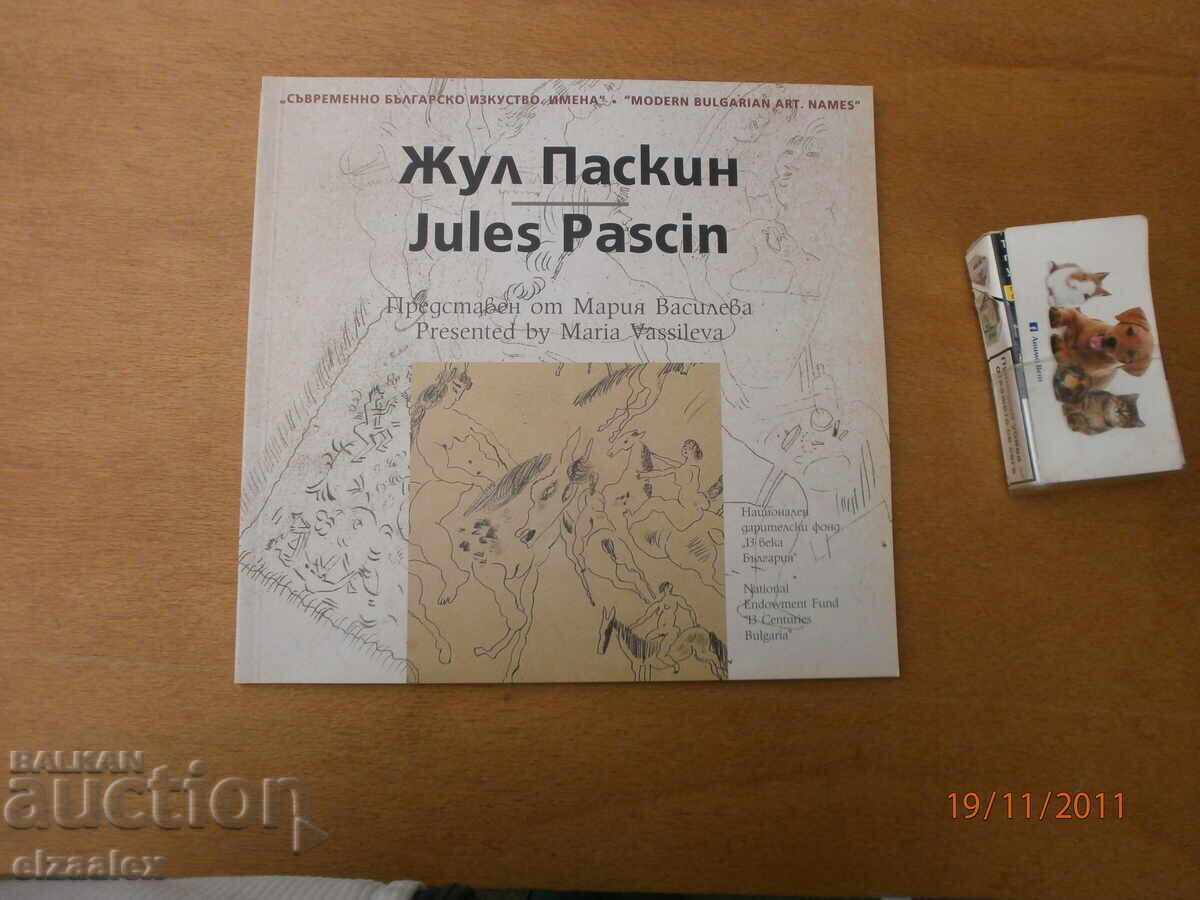 „СЪВРЕМЕННО БЪЛГАРСКО ИЗКУСТВО. ИМЕНА“ • "MODERN BULGARIAN ART. NAMES"
Жул Паскин
Jules Pascin
Представен от Мария Василева
Presented by Maria Vassileva
Национален
дарителски фонд
„13 века
България“
National
Endowment Fund
"13 Centuries
Bulgaria"
BALKAN
auction
elzaalex
19/11/2011